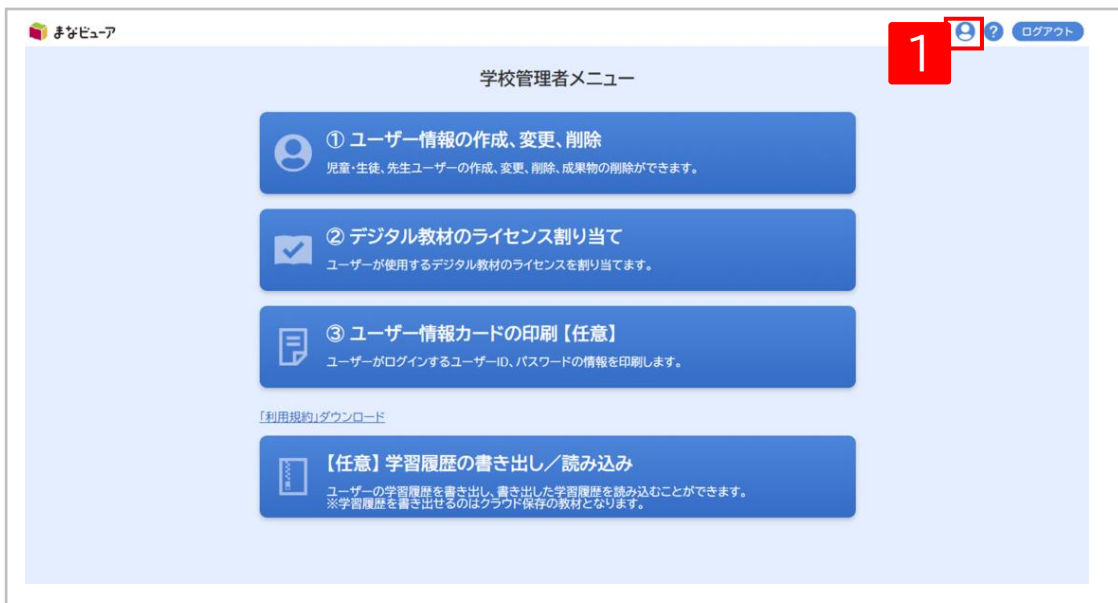 まなビューア
1
?
ログアウト
学校管理者メニュー
① ユーザー情報の作成、変更、削除
児童・生徒、先生ユーザーの作成、変更、削除、成果物の削除ができます。
② デジタル教材のライセンス割り当て
ユーザーが使用するデジタル教材のライセンスを割り当てます。
③ ユーザー情報カードの印刷【任意】
ユーザーがログインするユーザーID、パスワードの情報を印刷します。
「利用規約」ダウンロード
【任意】学習履歴の書き出し／読み込み
ユーザーの学習履歴を書き出し、書き出した学習履歴を読み込むことができます。
※学習履歴を書き出せるのはクラウド保存の教材となります。